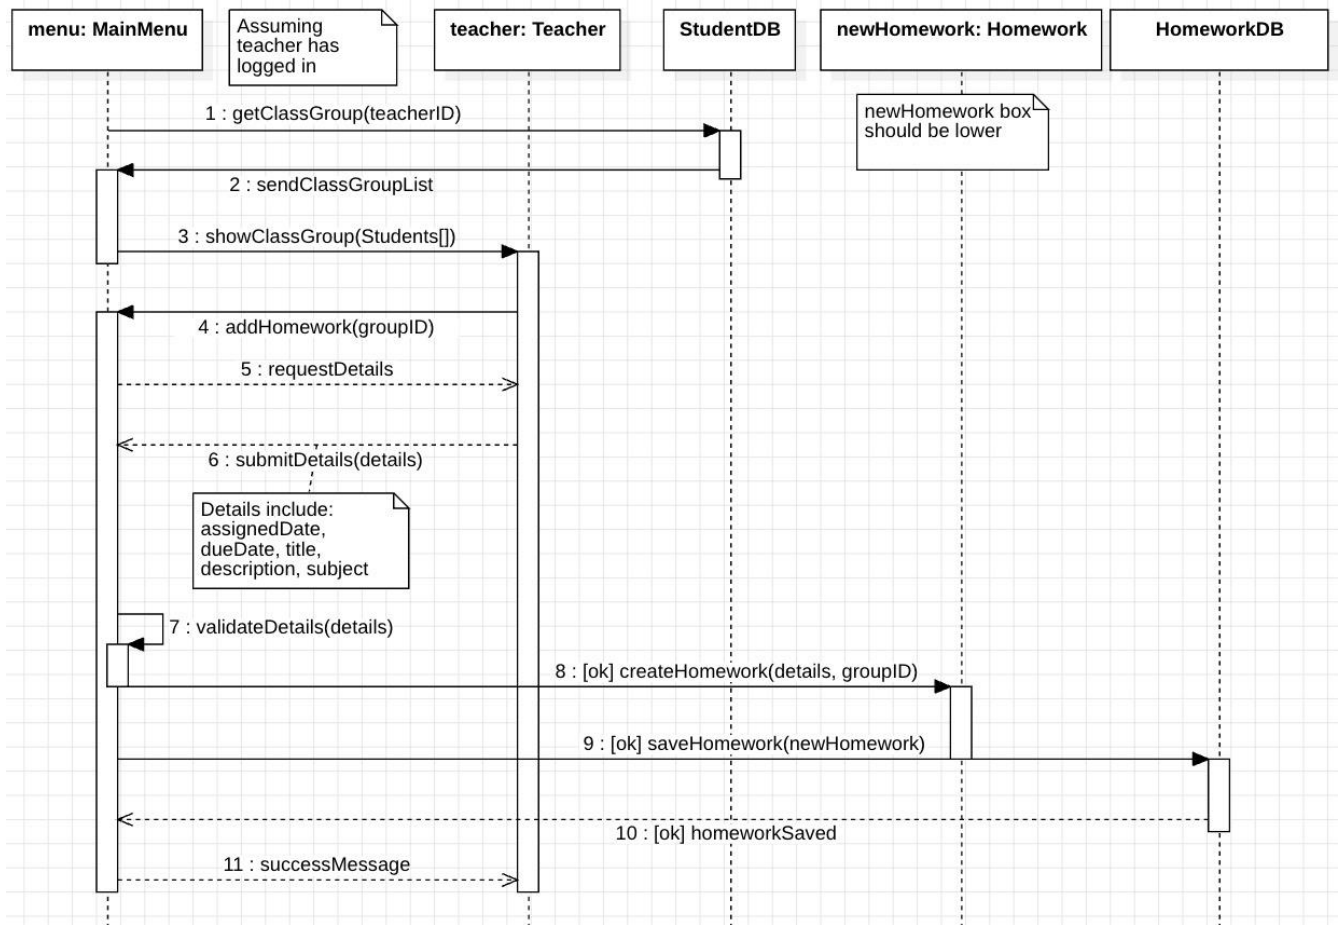 menu: MainMenu
Assuming
teacher has
logged in
teacher: Teacher
StudentDB
newHomework: Homework
HomeworkDB
newHomework box
should be lower
1 : getClassGroup(teacherID)
2 : sendClassGroupList
3 : showClassGroup(Students[])
4 : addHomework(groupID)
5 : requestDetails
6 : submitDetails(details)
Details include:
assignedDate,
dueDate, title,
description, subject
7 : validateDetails(details)
8 : [ok] createHomework(details, groupID)
9 : [ok] saveHomework(newHomework)
10 : [ok] homeworkSaved
11 : successMessage